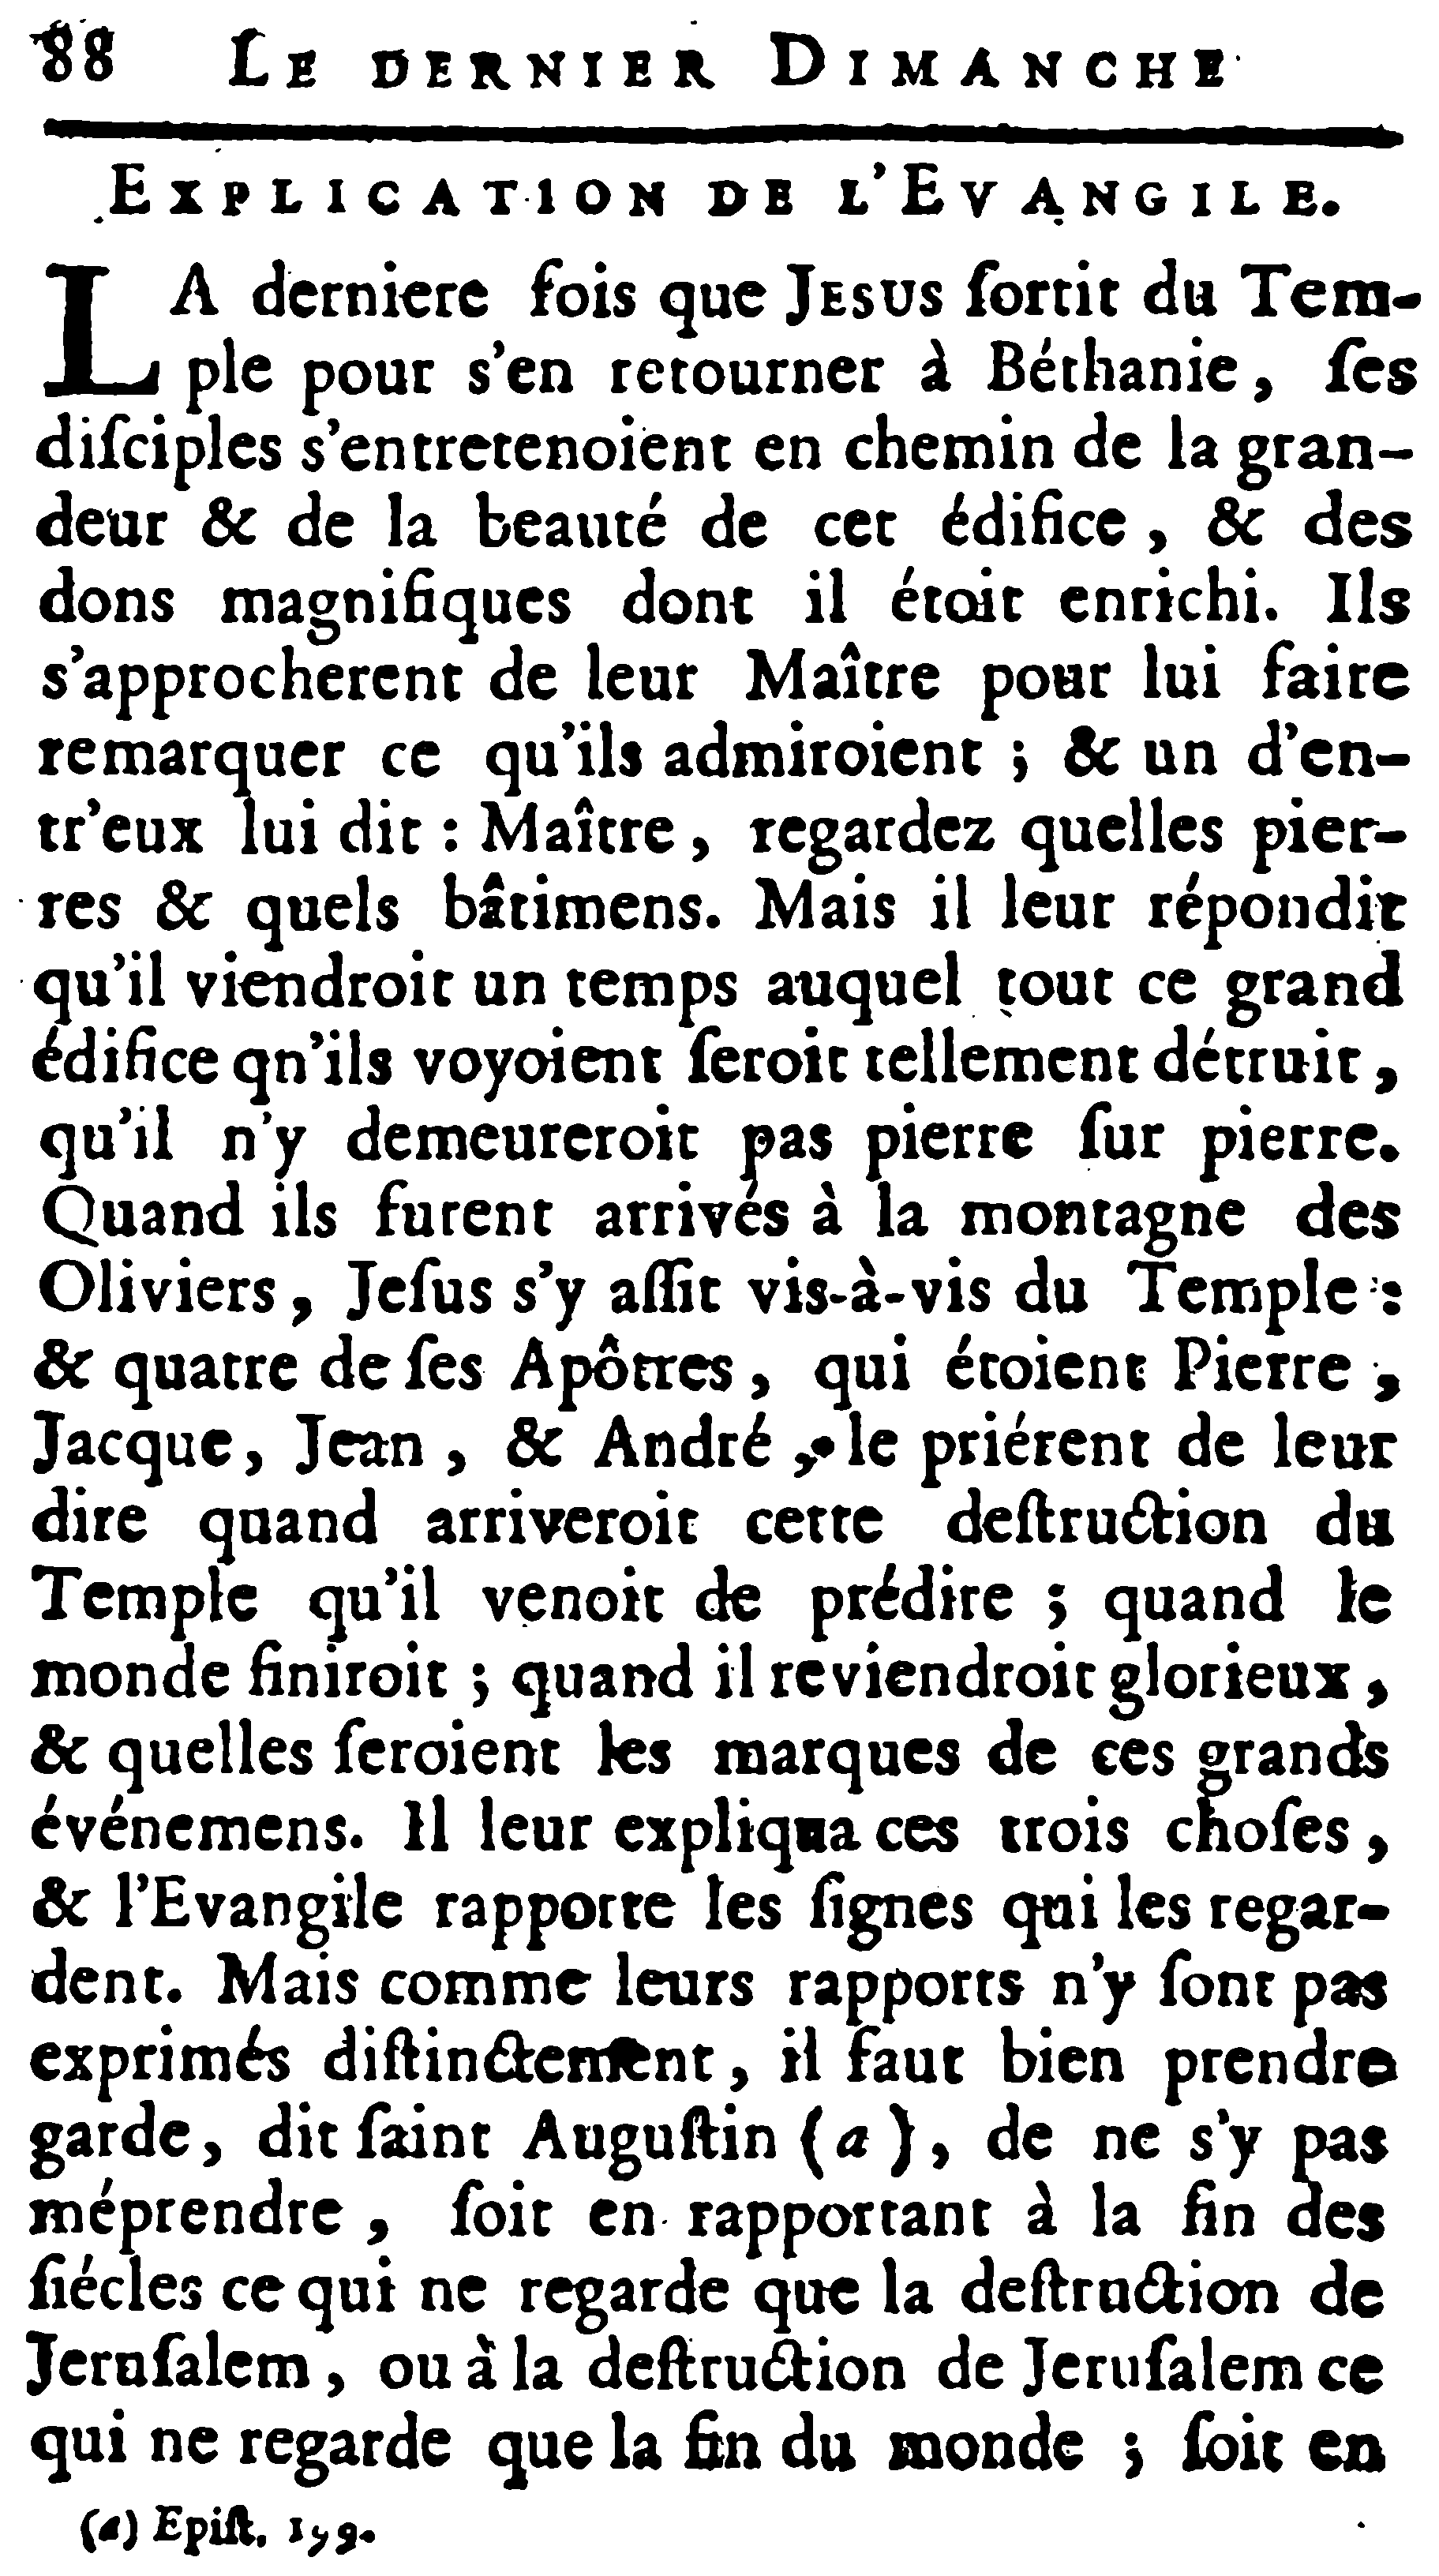 88 LE DERNIER DIMANCHE
EXPLICATION DE L'EVANGILE.
LA derniere fois que JESUS ſortit du Tem-
ple pour s'en retourner à Béthanie, ſes
diſciples s'entretenoient en chemin de la gran-
deur & de la beauté de cet édifice, & des
dons magnifiques dont il étoit enrichi. Ils
s'approcherent de leur Maître pour lui faire
remarquer ce qu'ils admiroient ; & un d'en-
tr'eux lui dit : Maître, regardez quelles pier-
res & quels bâtimens. Mais il leur répondit
qu'il viendroit un temps auquel tout ce grand
édifice qn'ils voyoient ſeroit tellement détruit,
qu'il n'y demeureroit pas pierre ſur pierre.
Quand ils furent arrivés à la montagne des
Oliviers, Jeſus s'y aſſit vis-à-vis du Temple :
& quatre de ſes Apôtres, qui étoient Pierre,
Jacque, Jean, & André, le priérent de leur
dire quand arriveroit cette deſtruction du
Temple qu'il venoit de prédire ; quand le
monde finiroit ; quand il reviendroit glorieux,
& quelles ſeroient les marques de ces grands
événemens. Il leur expliqua ces trois choſes,
& l'Evangile rapporte les ſignes qui les regar-
dent. Mais comme leurs rapports n'y ſont pas
exprimés diſtinctement, il faut bien prendre
garde, dit ſaint Auguſtin (a), de ne s'y pas
méprendre, ſoit en rapportant à la fin des
ſiécles ce qui ne regarde que la deſtruction de
Jeruſalem, ou à la deſtruction de Jeruſalem ce
qui ne regarde que la fin du monde ; ſoit en
(a) Epiſt.